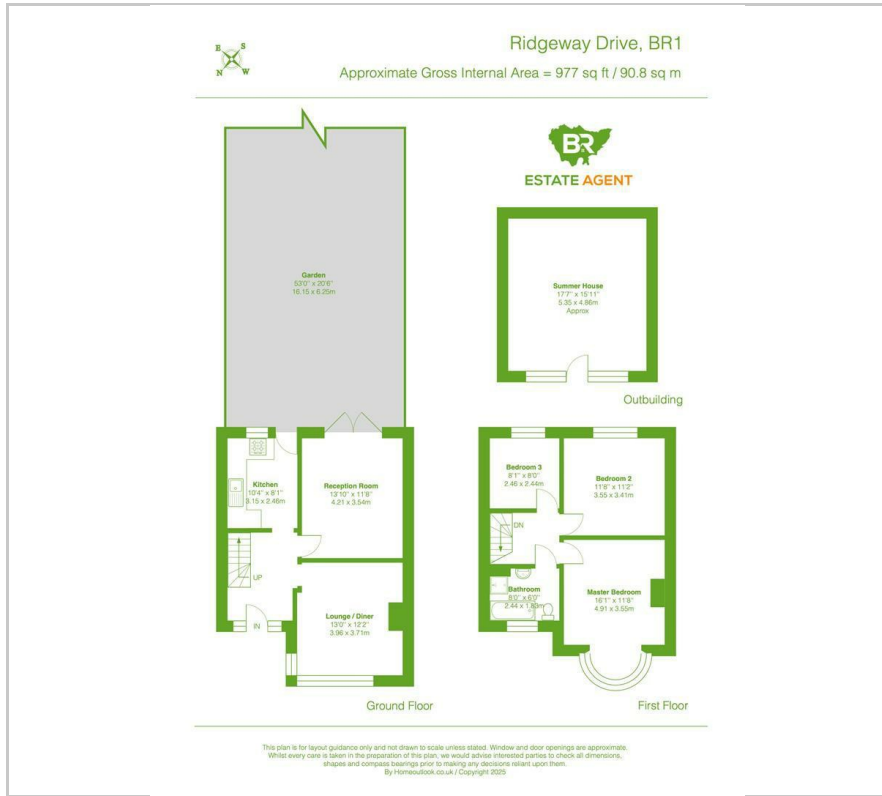 Ridgeway Drive, BR1
Approximate Gross Internal Area = 977 sq ft / 90.8 sq m
E S
N W
BR
ESTATE AGENT
Garden
53'0" x 20'6"
16.15 x 6.25m
Summer House
17'7" x 15'11"
5.35 x 4.86m
Approx
Outbuilding
Kitchen
10'4" x 8'1"
3.15 x 2.46m
Reception Room
13'10" x 11'8"
4.21 x 3.54m
UP
IN
Lounge / Diner
13'0" x 12'2"
3.96 x 3.71m
Ground Floor
Bedroom 3
8'1" x 8'0"
2.46 x 2.44m
Bedroom 2
11'8" x 11'2"
3.55 x 3.41m
DN
Bathroom
8'0" x 6'0"
2.44 x 1.83m
Master Bedroom
16'1" x 11'8"
4.91 x 3.55m
First Floor
This plan is for layout guidance only and not drawn to scale unless stated. Window and door openings are approximate.
Whilst every care is taken in the preparation of this plan, we would advise interested parties to check all dimensions,
shapes and compass bearings prior to making any decisions reliant upon them.
By Homeoutlook.co.uk / Copyright 2025